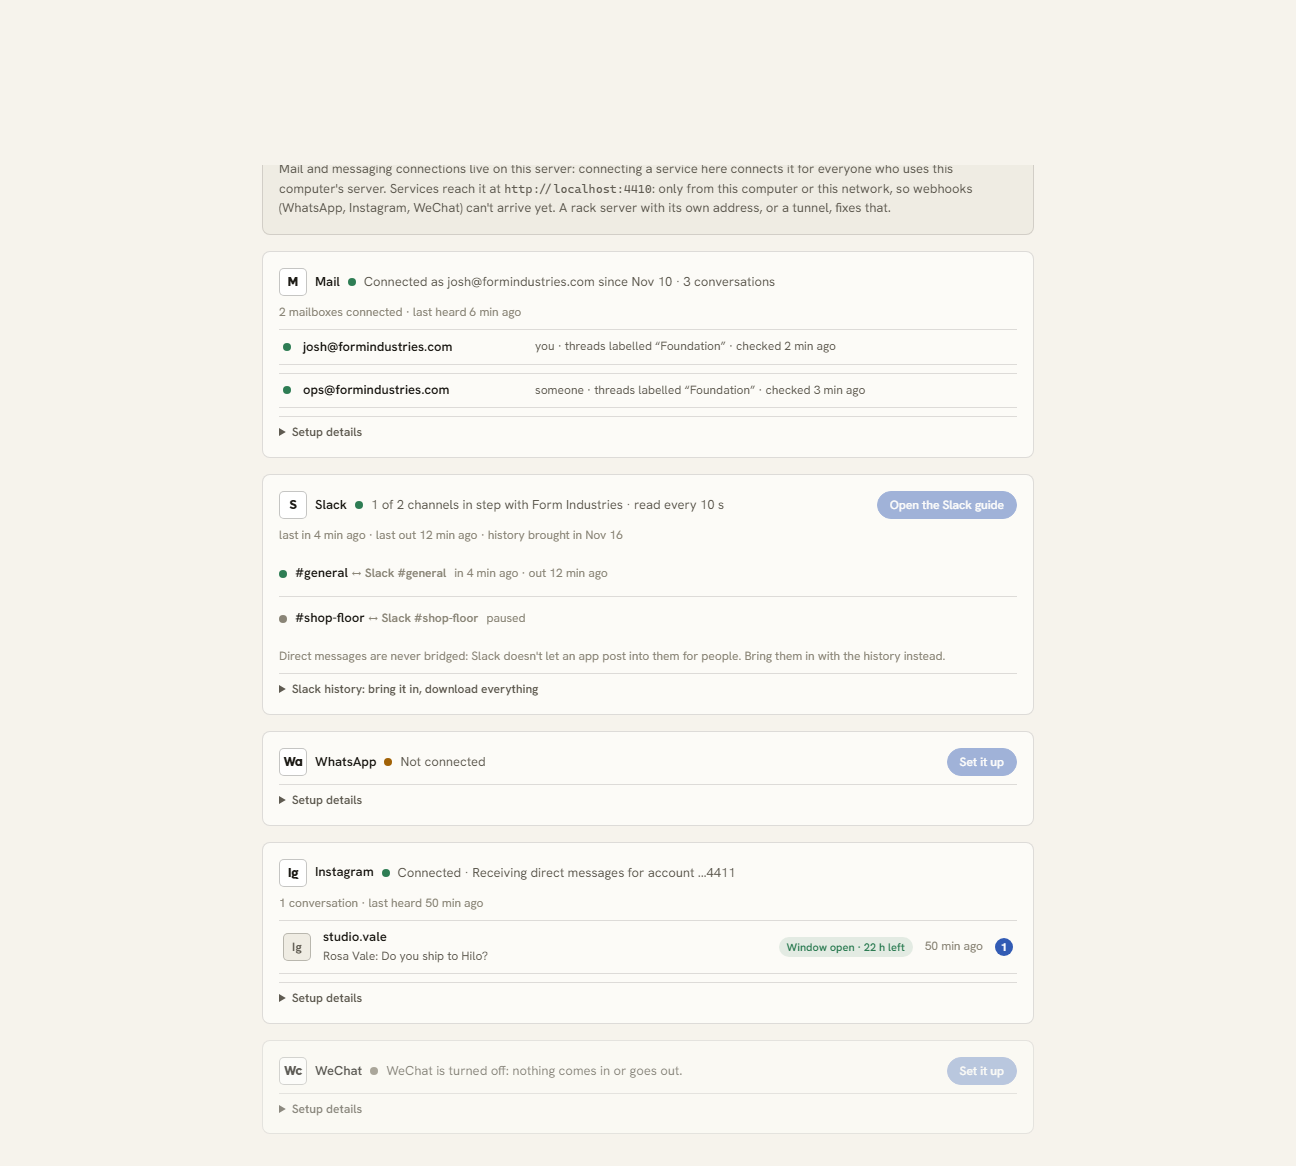 Mail and messaging connections live on this server: connecting a service here connects it for everyone who uses this
computer's server. Services reach it at http://localhost:4410: only from this computer or this network, so webhooks
(WhatsApp, Instagram, WeChat) can't arrive yet. A rack server with its own address, or a tunnel, fixes that.
M Mail Connected as josh@formindustries.com since Nov 10 · 3 conversations
2 mailboxes connected · last heard 6 min ago
josh@formindustries.com you · threads labelled “Foundation” · checked 2 min ago
ops@formindustries.com someone · threads labelled “Foundation” · checked 3 min ago
Setup details
S Slack 1 of 2 channels in step with Form Industries · read every 10 s Open the Slack guide
last in 4 min ago · last out 12 min ago · history brought in Nov 16
#general ↔ Slack #general in 4 min ago · out 12 min ago
#shop-floor ↔ Slack #shop-floor paused
Direct messages are never bridged: Slack doesn't let an app post into them for people. Bring them in with the history instead.
Slack history: bring it in, download everything
Wa WhatsApp Not connected Set it up
Setup details
Ig Instagram Connected · Receiving direct messages for account …4411
1 conversation · last heard 50 min ago
Ig studio.vale
Rosa Vale: Do you ship to Hilo? Window open · 22 h left 50 min ago 1
Setup details
Wc WeChat WeChat is turned off: nothing comes in or goes out. Set it up
Setup details